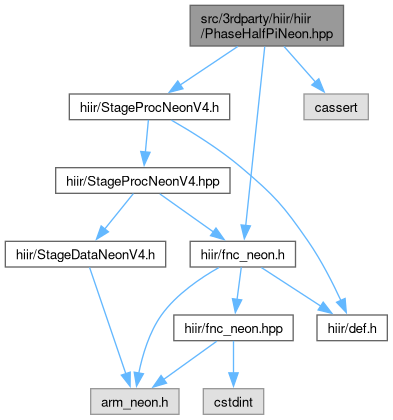 src/3rdparty/hiir/hiir
/PhaseHalfPiNeon.hpp
hiir/StageProcNeonV4.h
cassert
hiir/StageProcNeonV4.hpp
hiir/StageDataNeonV4.h
hiir/fnc_neon.h
hiir/fnc_neon.hpp
hiir/def.h
arm_neon.h
cstdint